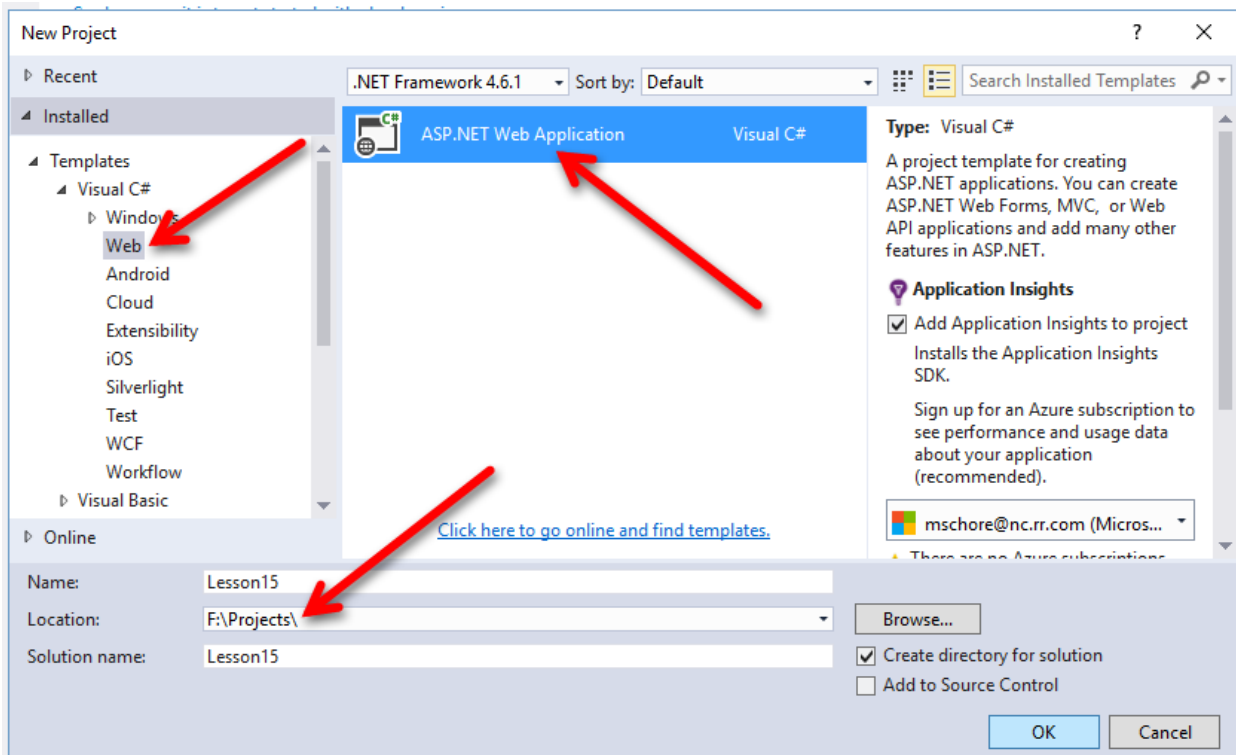 New Project
?
Recent
.NET Framework 4.6.1
Sort by: Default
Search Installed Templates
Installed
Templates
Visual C#
Windows
Web
Android
Cloud
Extensibility
iOS
Silverlight
Test
WCF
Workflow
Visual Basic
Online
C#
ASP.NET Web Application
Visual C#
Click here to go online and find templates.
Type: Visual C#
A project template for creating
ASP.NET applications. You can create
ASP.NET Web Forms, MVC, or Web
API applications and add many other
features in ASP.NET.
Application Insights
Add Application Insights to project
Installs the Application Insights
SDK.
Sign up for an Azure subscription to
see performance and usage data
about your application
(recommended).
mschore@nc.rr.com (Micros...
There are no Azure subscriptions
Name: Lesson15
Location: F:\Projects\
Browse...
Solution name: Lesson15
Create directory for solution
Add to Source Control
OK
Cancel